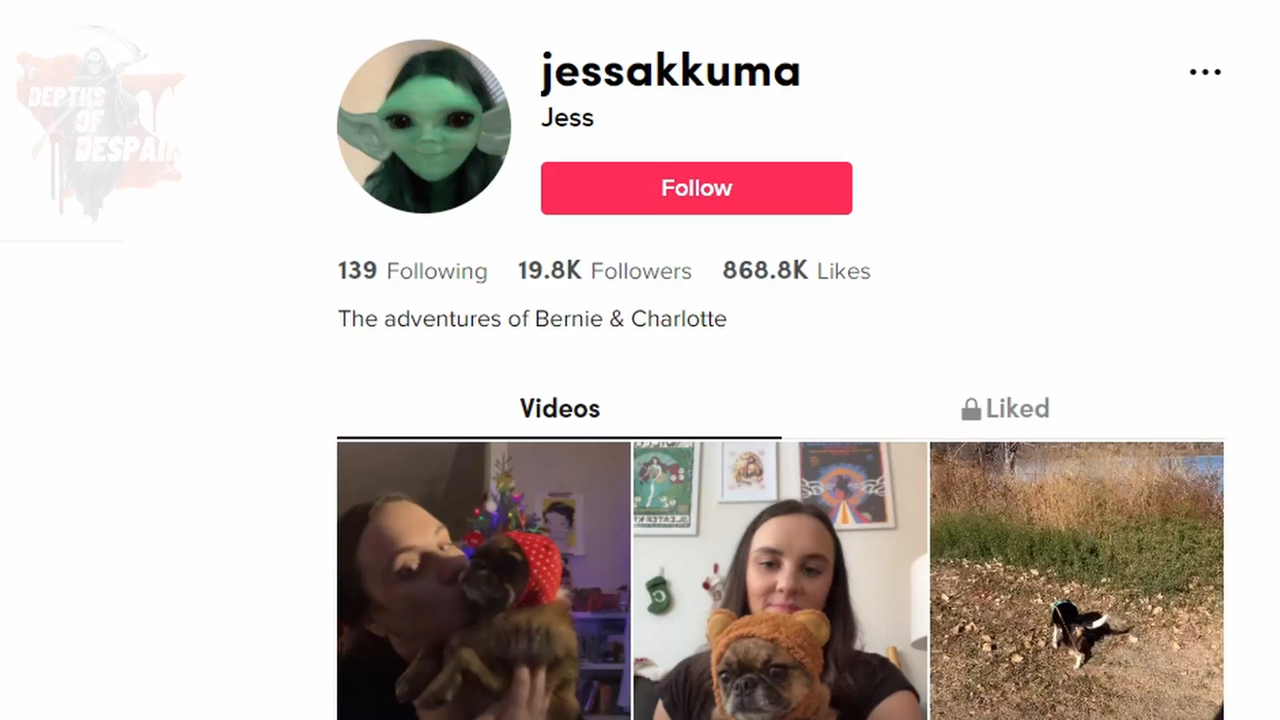 DEPTHS
OF
DESPAIR
jessakkuma
Jess
Follow
139 Following 19.8K Followers 868.8K Likes
The adventures of Bernie & Charlotte
Videos
Liked